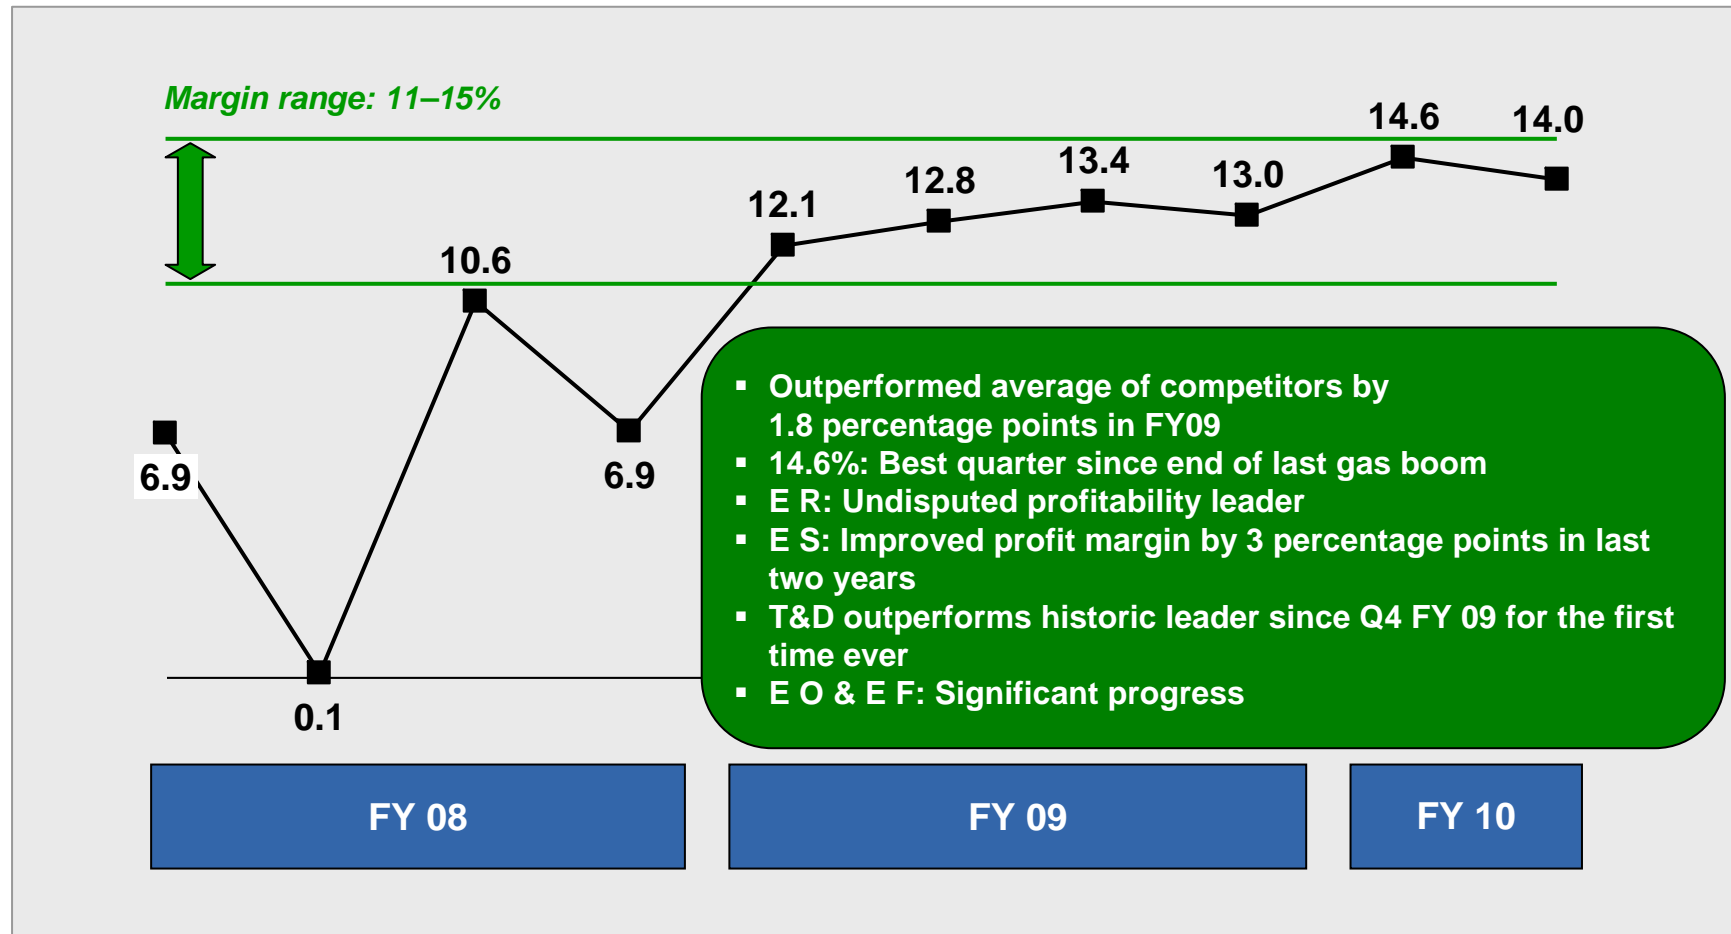 Margin range: 11–15%
14.6
14.0
13.4
13.0
12.8
12.1
10.6
6.9
6.9
0.1
▪ Outperformed average of competitors by
1.8 percentage points in FY09
▪ 14.6%: Best quarter since end of last gas boom
▪ E R: Undisputed profitability leader
▪ E S: Improved profit margin by 3 percentage points in last
two years
▪ T&D outperforms historic leader since Q4 FY 09 for the first
time ever
▪ E O & E F: Significant progress
FY 08
FY 09
FY 10